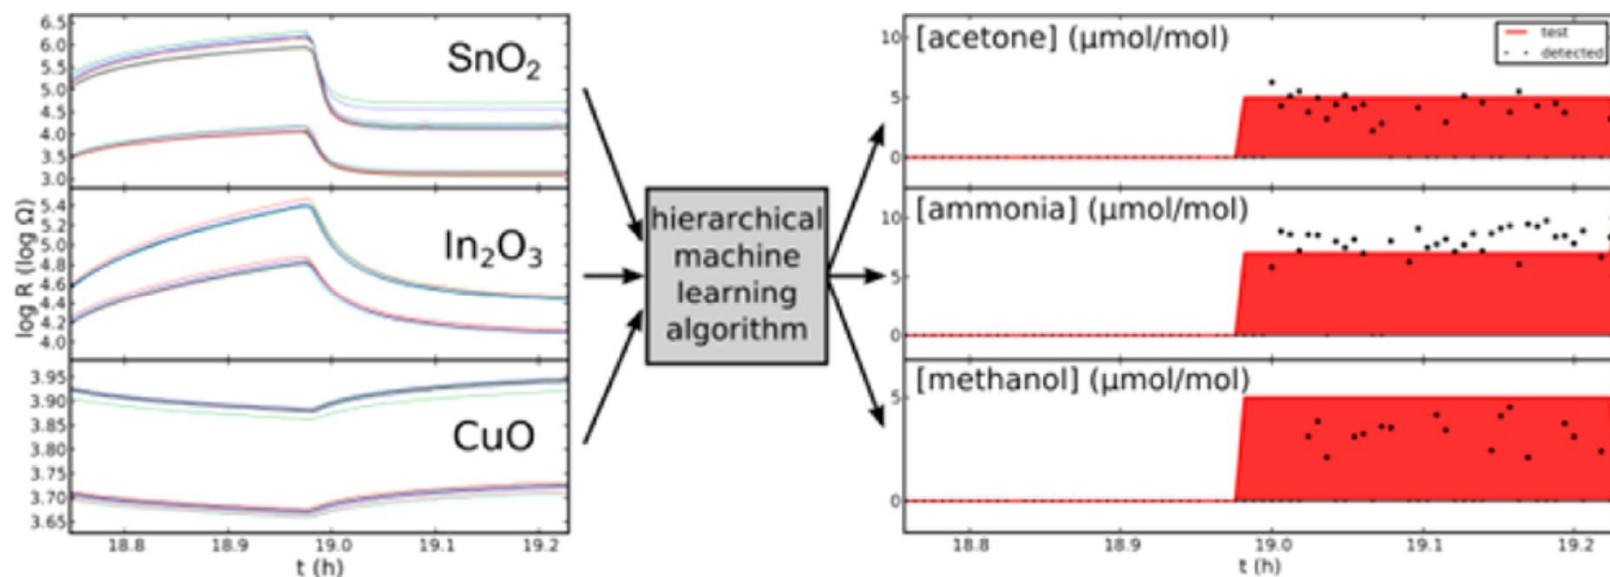 6.5
6.0
5.5
5.0
4.5
4.0
3.5
3.0
SnO₂
log R (log Ω)
5.4
5.2
5.0
4.8
4.6
4.4
4.2
4.0
In₂O₃
3.95
3.90
3.85
3.80
3.75
3.70
3.65
CuO
18.8 18.9 19.0 19.1 19.2
t (h)
hierarchical
machine
learning
algorithm
[acetone] (μmol/mol)
test
detected
10
5
0
[ammonia] (μmol/mol)
10
5
0
[methanol] (μmol/mol)
5
0
18.8 18.9 19.0 19.1 19.2
t (h)